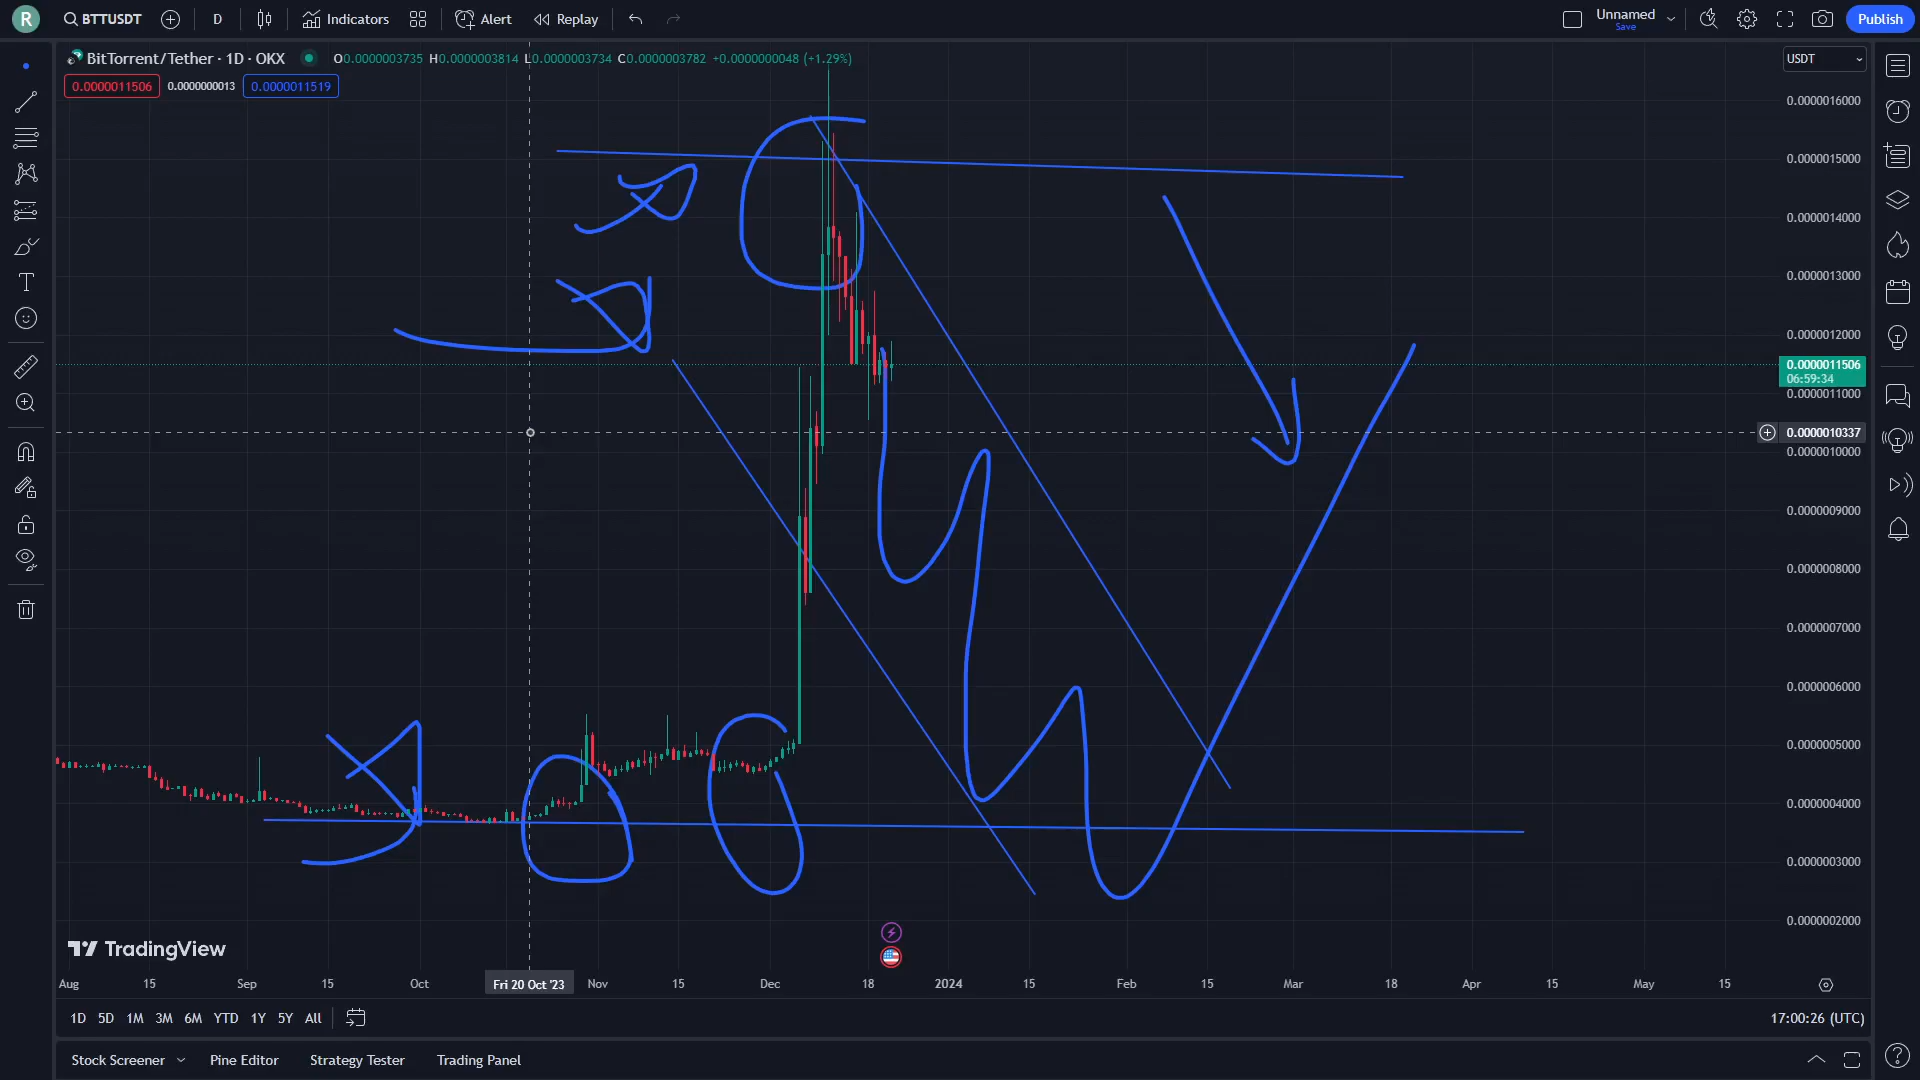 R
BTTUSDT
D
Indicators
Alert
Replay
Unnamed
Save
Publish
BitTorrent/Tether · 1D · OKX
O0.0000003735 H0.0000003814 L0.0000003734 C0.0000003782 +0.0000000048 (+1.29%)
USDT
0.0000011506
0.0000000013
0.0000011519
0.0000016000
0.0000015000
0.0000014000
0.0000013000
0.0000012000
0.0000011506
06:59:34
0.0000011000
0.0000010337
0.0000010000
0.0000009000
0.0000008000
0.0000007000
0.0000006000
0.0000005000
0.0000004000
0.0000003000
0.0000002000
TradingView
Aug 15 Sep 15 Oct Fri 20 Oct '23 Nov 15 Dec 18 2024 15 Feb 15 Mar 18 Apr 15 May 15
1D 5D 1M 3M 6M YTD 1Y 5Y All
17:00:26 (UTC)
Stock Screener Pine Editor Strategy Tester Trading Panel